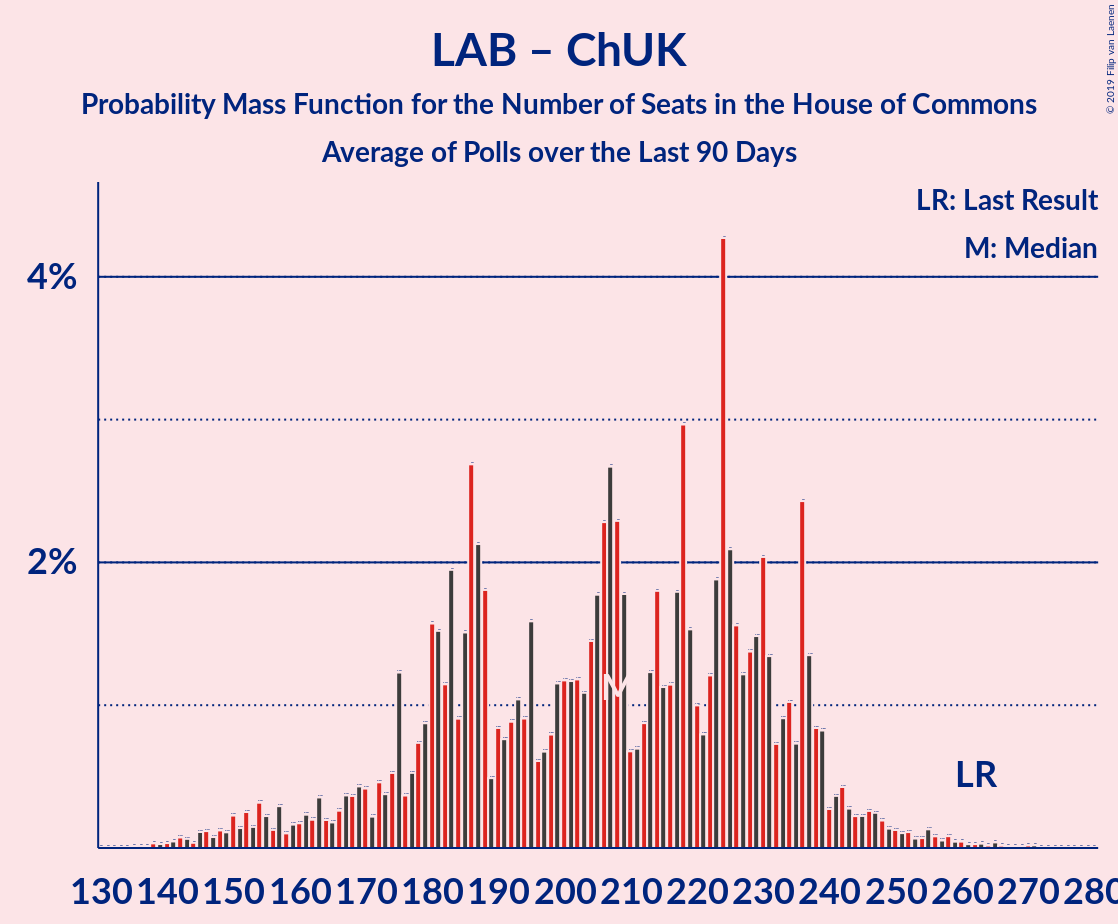 LAB – ChUK
Probability Mass Function for the Number of Seats in the House of Commons
Average of Polls over the Last 90 Days
© 2019 Filip van Laenen
LR: Last Result
M: Median
4%
2%
M
LR
130 140 150 160 170 180 190 200 210 220 230 240 250 260 270 280